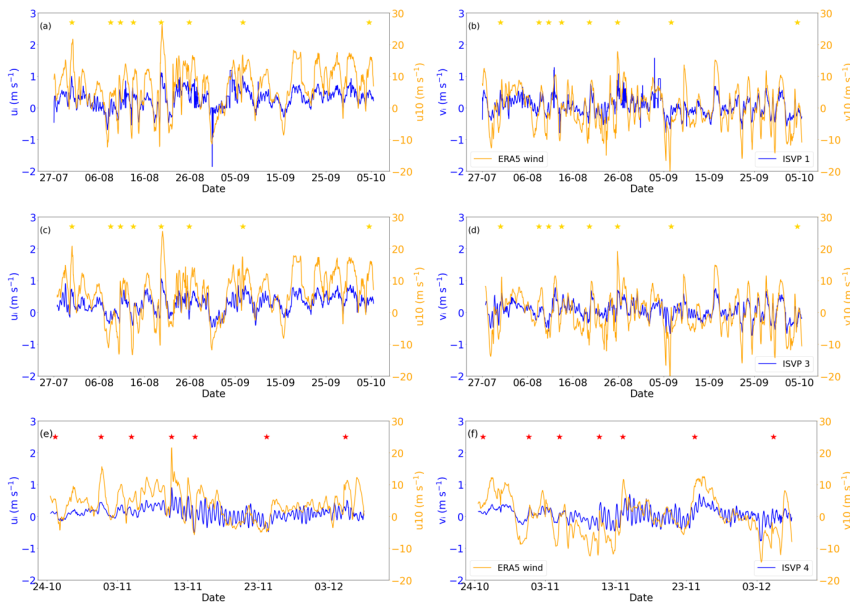 (a)
3
2
1
0
−1
−2
uᵢ (m s⁻¹)
30
20
10
0
−10
−20
u10 (m s⁻¹)
27-07 06-08 16-08 26-08 05-09 15-09 25-09 05-10
Date
(b)
3
2
1
0
−1
−2
vᵢ (m s⁻¹)
30
20
10
0
−10
−20
v10 (m s⁻¹)
ERA5 wind
ISVP 1
27-07 06-08 16-08 26-08 05-09 15-09 25-09 05-10
Date
(c)
3
2
1
0
−1
−2
uᵢ (m s⁻¹)
30
20
10
0
−10
−20
u10 (m s⁻¹)
27-07 06-08 16-08 26-08 05-09 15-09 25-09 05-10
Date
(d)
3
2
1
0
−1
−2
vᵢ (m s⁻¹)
30
20
10
0
−10
−20
v10 (m s⁻¹)
ISVP 3
27-07 06-08 16-08 26-08 05-09 15-09 25-09 05-10
Date
(e)
3
2
1
0
−1
−2
uᵢ (m s⁻¹)
30
20
10
0
−10
−20
u10 (m s⁻¹)
24-10 03-11 13-11 23-11 03-12
Date
(f)
3
2
1
0
−1
−2
vᵢ (m s⁻¹)
30
20
10
0
−10
−20
v10 (m s⁻¹)
ERA5 wind
ISVP 4
24-10 03-11 13-11 23-11 03-12
Date